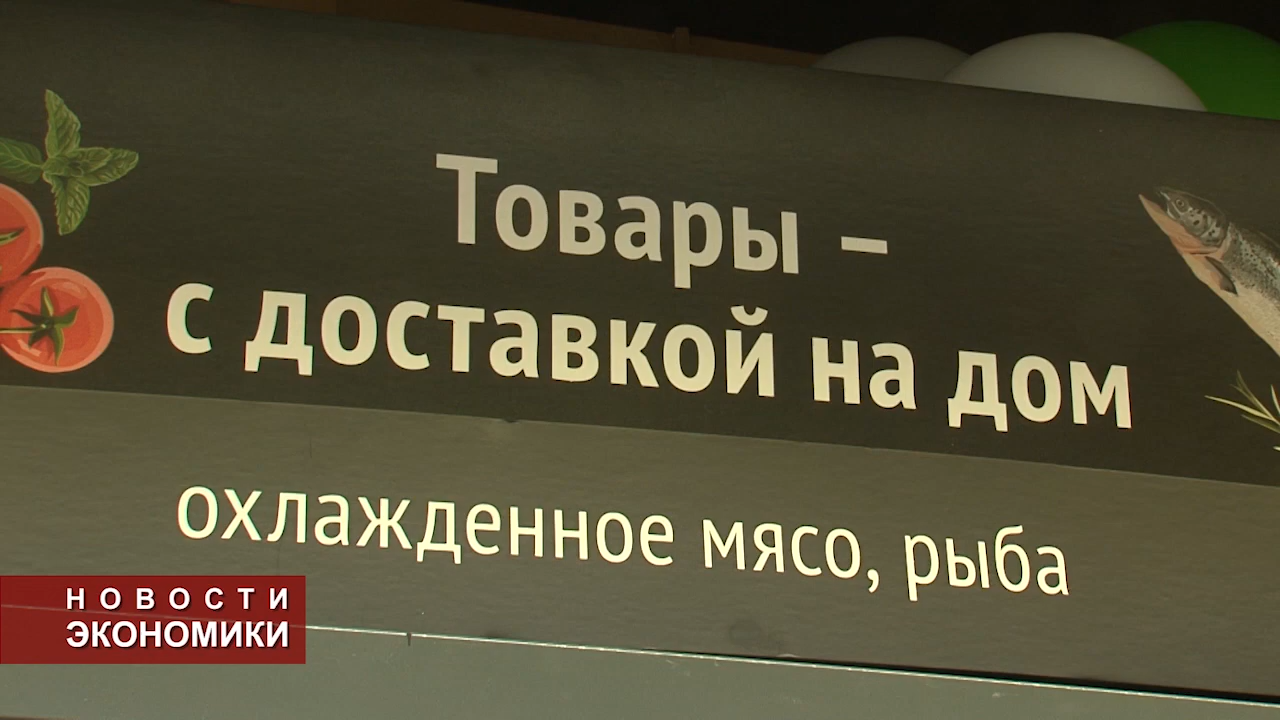 Товары –
с доставкой на дом
охлажденное мясо, рыба
НОВОСТИ
ЭКОНОМИКИ